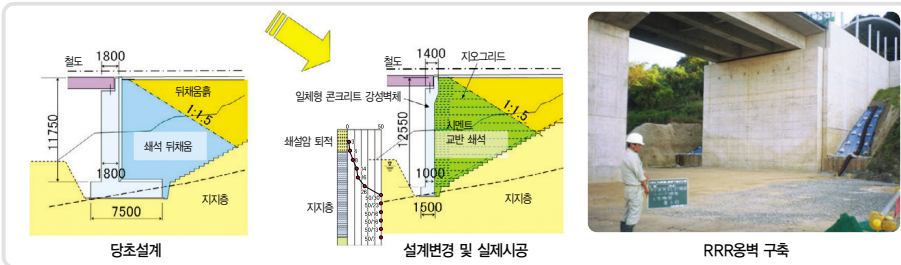 철도
1800
뒤채움흙
1:1.5
11750
쇄석 뒤채움
1800
지지층
7500
당초설계
철도
1400
지오그리드
일체형 콘크리트 강성벽체
1:1.5
12550
시멘트
교반 쇄석
0
50
쇄설암 퇴적
1000
지지층
지지층
1500
설계변경 및 실제시공
RRR옹벽 구축